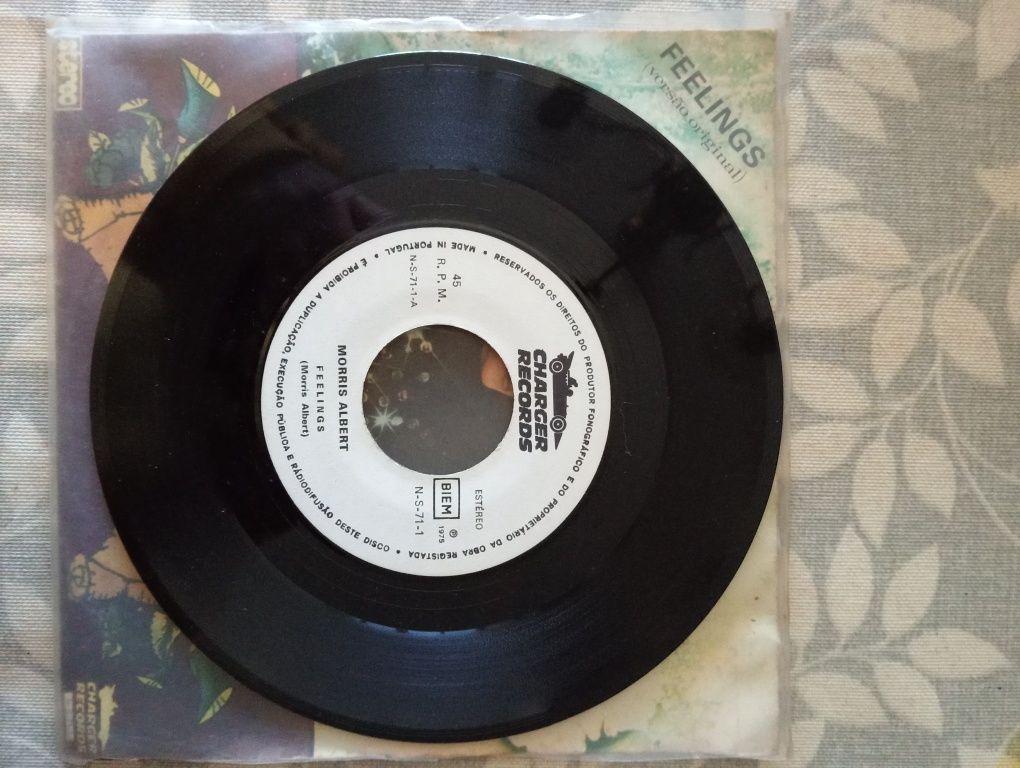 FEELINGS
(versão original)
CHARGER
RECORDS
45
R. P. M.
N-S-71-1-A
ESTÉREO
BIEM
℗
1975
N-S-71-1
MORRIS ALBERT
FEELINGS
(Morris Albert)
RESERVADOS OS DIREITOS DO PRODUTOR FONOGRÁFICO E DO PROPRIETÁRIO DA OBRA REGISTADA • É PROIBIDA A DUPLICAÇÃO, EXECUÇÃO PÚBLICA E RÁDIODIFUSÃO DESTE DISCO • MADE IN PORTUGAL •
CHARGER
RECORDS